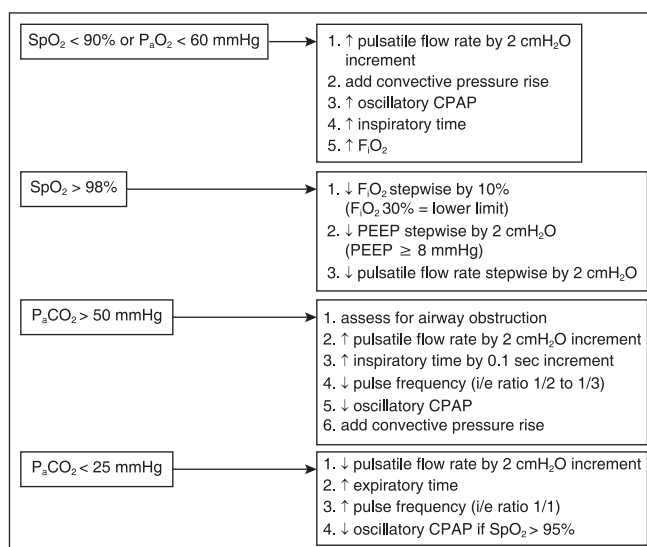 SpO₂ < 90% or PₐO₂ < 60 mmHg
1. ↑ pulsatile flow rate by 2 cmH₂O
increment
2. add convective pressure rise
3. ↑ oscillatory CPAP
4. ↑ inspiratory time
5. ↑ FᵢO₂
SpO₂ > 98%
1. ↓ FᵢO₂ stepwise by 10%
(FᵢO₂ 30% = lower limit)
2. ↓ PEEP stepwise by 2 cmH₂O
(PEEP ≥ 8 mmHg)
3. ↓ pulsatile flow rate stepwise by 2 cmH₂O
PₐCO₂ > 50 mmHg
1. assess for airway obstruction
2. ↑ pulsatile flow rate by 2 cmH₂O increment
3. ↑ inspiratory time by 0.1 sec increment
4. ↓ pulse frequency (i/e ratio 1/2 to 1/3)
5. ↓ oscillatory CPAP
6. add convective pressure rise
PₐCO₂ < 25 mmHg
1. ↓ pulsatile flow rate by 2 cmH₂O increment
2. ↑ expiratory time
3. ↑ pulse frequency (i/e ratio 1/1)
4. ↓ oscillatory CPAP if SpO₂ > 95%